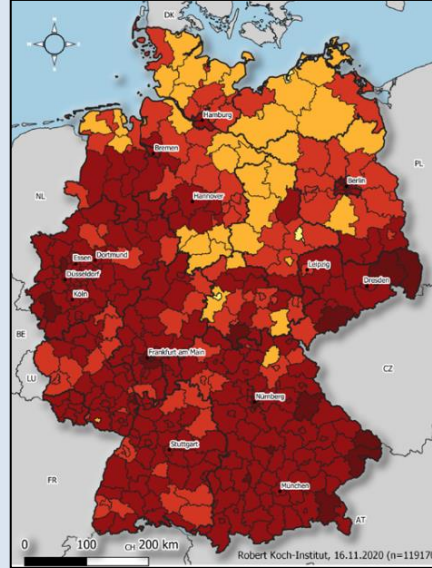 DK
Hamburg
Bremen
PL
Berlin
NL
Hannover
Essen
Dortmund
Düsseldorf
Leipzig
Dresden
Köln
BE
Frankfurt am Main
LU
CZ
Nürnberg
Stuttgart
FR
München
AT
CH
0 100 200 km
Robert Koch-Institut, 16.11.2020 (n=119170